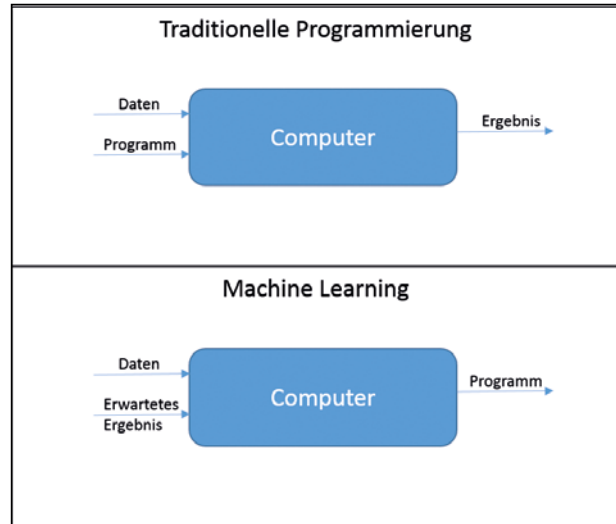 Traditionelle Programmierung
Daten
Programm
Computer
Ergebnis
Machine Learning
Daten
Erwartetes
Ergebnis
Computer
Programm